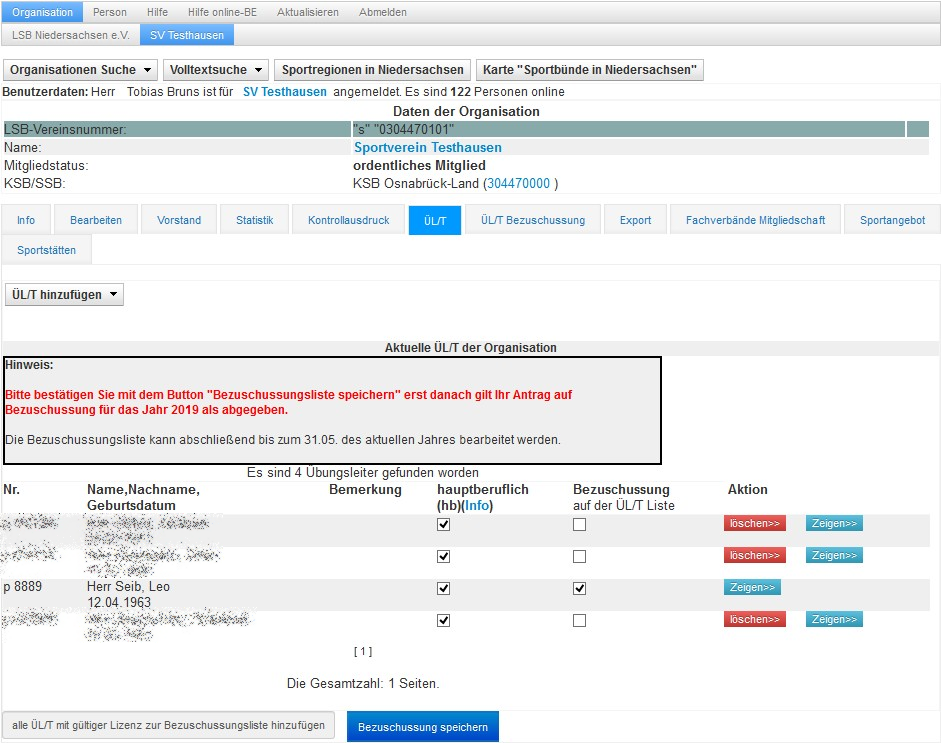 Organisation Person Hilfe Hilfe online-BE Aktualisieren Abmelden
LSB Niedersachsen e.V. SV Testhausen
Organisationen Suche Volltextsuche Sportregionen in Niedersachsen Karte "Sportbünde in Niedersachsen"
Benutzerdaten: Herr Tobias Bruns ist für SV Testhausen angemeldet. Es sind 122 Personen online
Daten der Organisation
LSB-Vereinsnummer: "s" "0304470101"
Name: Sportverein Testhausen
Mitgliedstatus: ordentliches Mitglied
KSB/SSB: KSB Osnabrück-Land (304470000 )
Info Bearbeiten Vorstand Statistik Kontrollausdruck ÜL/T ÜL/T Bezuschussung Export Fachverbände Mitgliedschaft Sportangebot
Sportstätten
ÜL/T hinzufügen
Aktuelle ÜL/T der Organisation
Hinweis:
Bitte bestätigen Sie mit dem Button "Bezuschussungsliste speichern" erst danach gilt Ihr Antrag auf
Bezuschussung für das Jahr 2019 als abgegeben.
Die Bezuschussungsliste kann abschließend bis zum 31.05. des aktuellen Jahres bearbeitet werden.
Es sind 4 Übungsleiter gefunden worden
Nr. Name,Nachname, Bemerkung hauptberuflich Bezuschussung Aktion
Geburtsdatum (hb)(Info) auf der ÜL/T Liste
löschen>> Zeigen>>
löschen>> Zeigen>>
p 8889 Herr Seib, Leo Zeigen>>
12.04.1963
löschen>> Zeigen>>
[ 1 ]
Die Gesamtzahl: 1 Seiten.
alle ÜL/T mit gültiger Lizenz zur Bezuschussungsliste hinzufügen Bezuschussung speichern